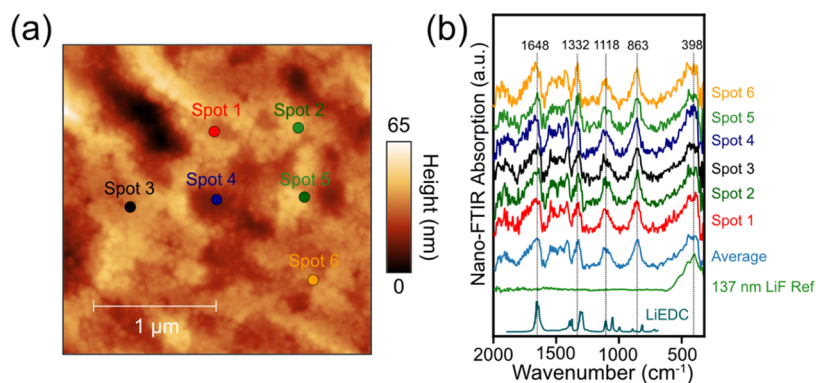 (a)
Spot 1
Spot 2
Spot 3
Spot 4
Spot 5
Spot 6
1 μm
65
0
Height (nm)
(b)
1648
1332
1118
863
398
Nano-FTIR Absorption (a.u.)
Spot 6
Spot 5
Spot 4
Spot 3
Spot 2
Spot 1
Average
137 nm LiF Ref
LiEDC
2000
1500
1000
500
Wavenumber (cm⁻¹)